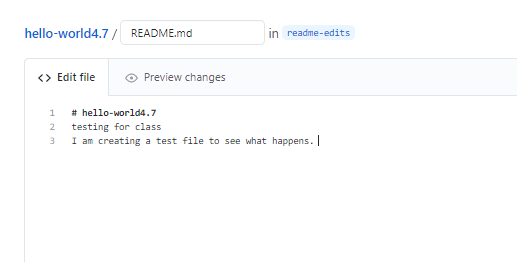 hello-world4.7 / README.md in readme-edits
<> Edit file Preview changes
1 # hello-world4.7
2 testing for class
3 I am creating a test file to see what happens.